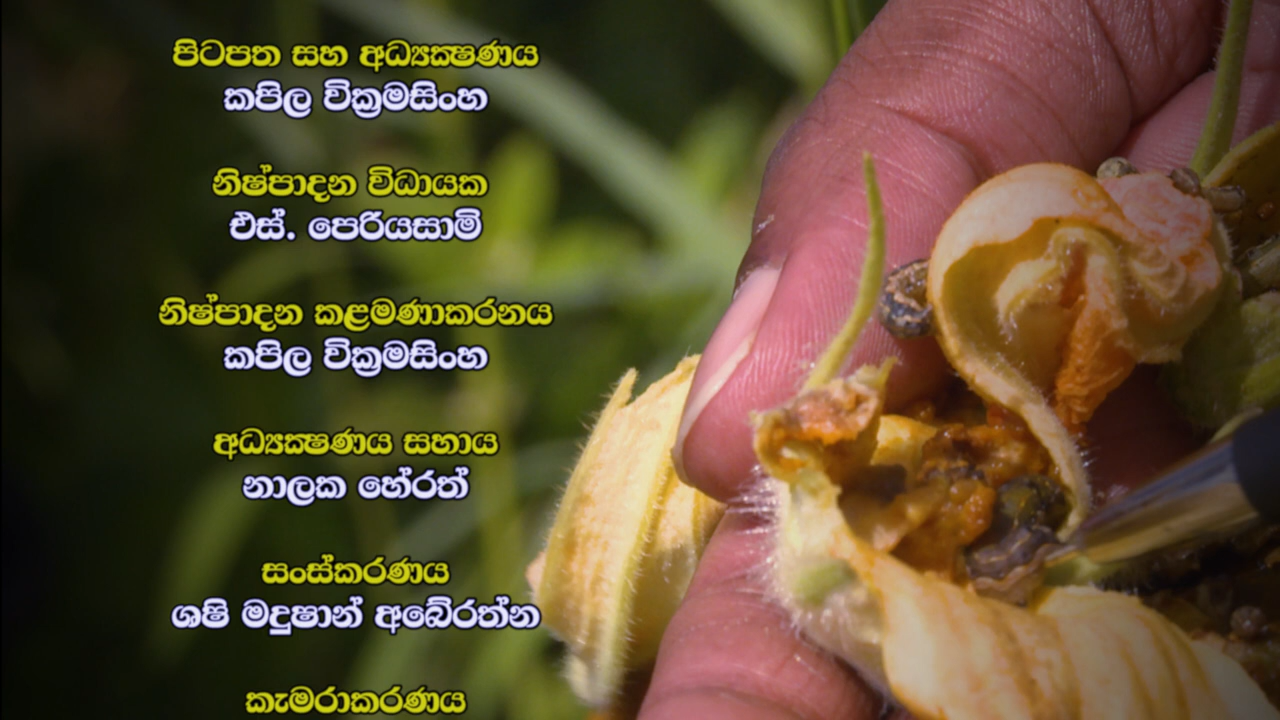 පිටපත සහ අධ්‍යක්ෂණය
කපිල වික්‍රමසිංහ
නිෂ්පාදන විධායක
එස්. පෙරියසාමි
නිෂ්පාදන කළමණාකරනය
කපිල වික්‍රමසිංහ
අධ්‍යක්ෂණය සහාය
නාලක හේරත්
සංස්කරණය
ශෂි මදුෂාන් අබේරත්න
කැමරාකරණය